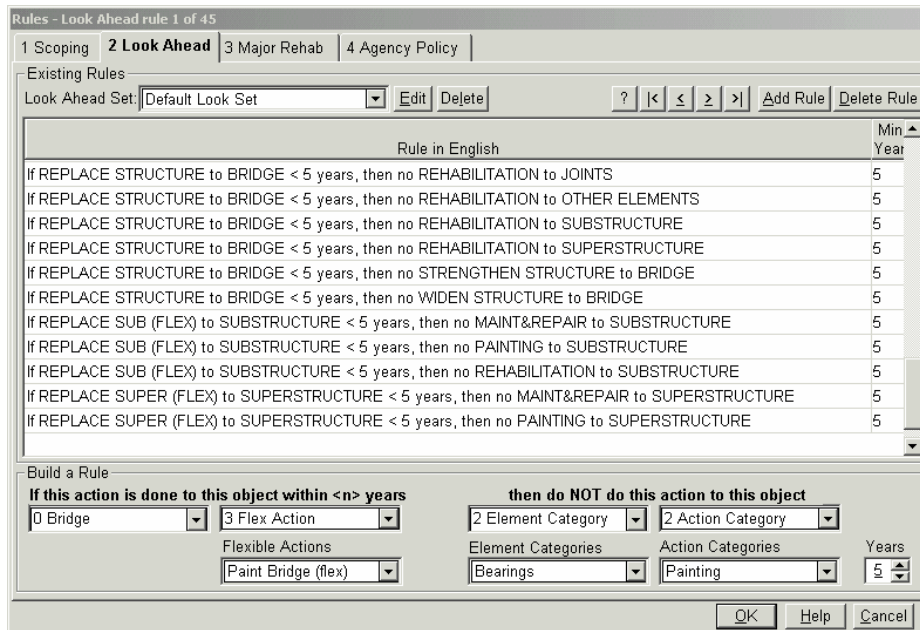 Rules - Look Ahead rule 1 of 45
1 Scoping 2 Look Ahead 3 Major Rehab 4 Agency Policy
Existing Rules
Look Ahead Set: Default Look Set Edit Delete ? |< < > >| Add Rule Delete Rule
Rule in English Min Year
If REPLACE STRUCTURE to BRIDGE < 5 years, then no REHABILITATION to JOINTS 5
If REPLACE STRUCTURE to BRIDGE < 5 years, then no REHABILITATION to OTHER ELEMENTS 5
If REPLACE STRUCTURE to BRIDGE < 5 years, then no REHABILITATION to SUBSTRUCTURE 5
If REPLACE STRUCTURE to BRIDGE < 5 years, then no REHABILITATION to SUPERSTRUCTURE 5
If REPLACE STRUCTURE to BRIDGE < 5 years, then no STRENGTHEN STRUCTURE to BRIDGE 5
If REPLACE STRUCTURE to BRIDGE < 5 years, then no WIDEN STRUCTURE to BRIDGE 5
If REPLACE SUB (FLEX) to SUBSTRUCTURE < 5 years, then no MAINT&REPAIR to SUBSTRUCTURE 5
If REPLACE SUB (FLEX) to SUBSTRUCTURE < 5 years, then no PAINTING to SUBSTRUCTURE 5
If REPLACE SUB (FLEX) to SUBSTRUCTURE < 5 years, then no REHABILITATION to SUBSTRUCTURE 5
If REPLACE SUPER (FLEX) to SUPERSTRUCTURE < 5 years, then no MAINT&REPAIR to SUPERSTRUCTURE 5
If REPLACE SUPER (FLEX) to SUPERSTRUCTURE < 5 years, then no PAINTING to SUPERSTRUCTURE 5
Build a Rule
If this action is done to this object within <n> years then do NOT do this action to this object
0 Bridge 3 Flex Action 2 Element Category 2 Action Category
Flexible Actions Element Categories Action Categories Years
Paint Bridge (flex) Bearings Painting 5
OK Help Cancel